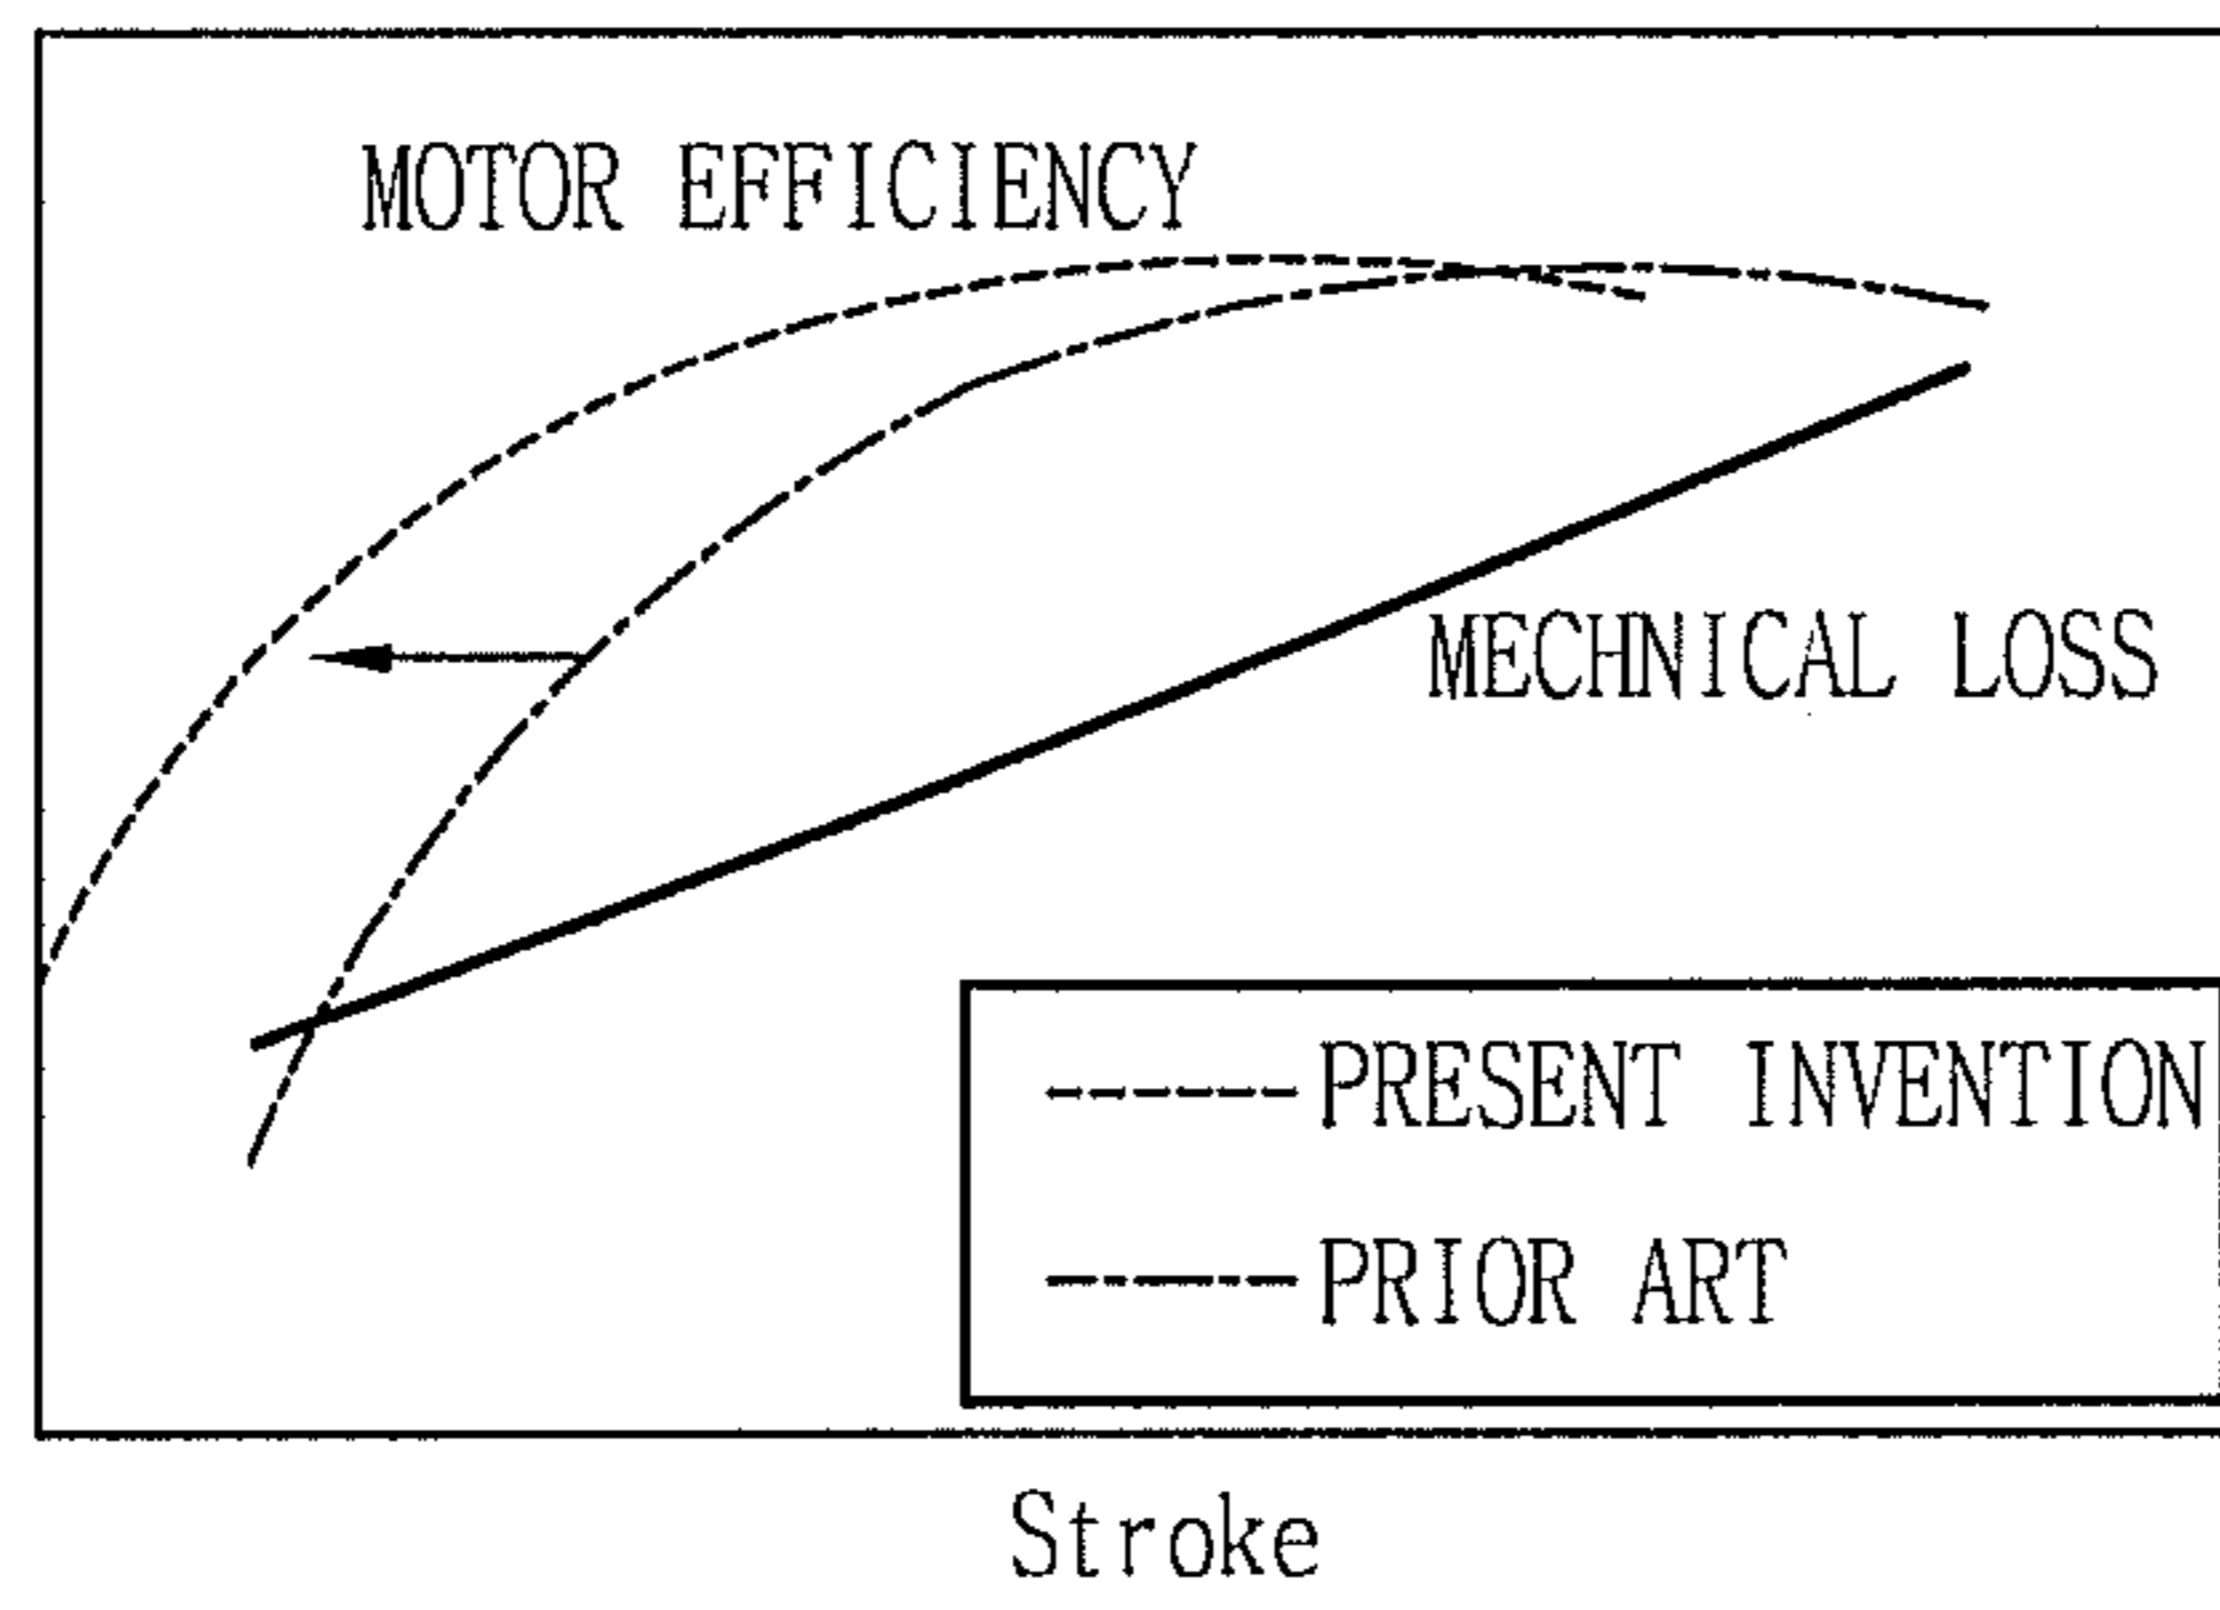 MOTOR EFFICIENCY
MECHNICAL LOSS
PRESENT INVENTION
PRIOR ART
Stroke